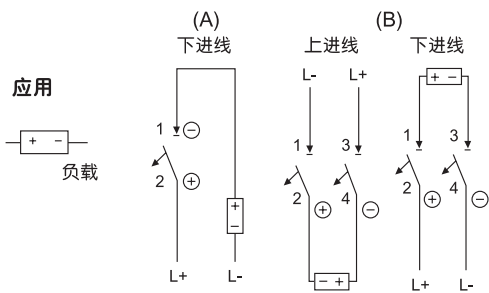 (A) (B)
下进线 上进线 下进线
L- L+
应用
+ -
+ -
负载
1 ⊖
2 ⊕
+
-
L+ L-
1 3
2 ⊕ 4 ⊖
- +
1 3
2 ⊕ 4 ⊖
L+ L-